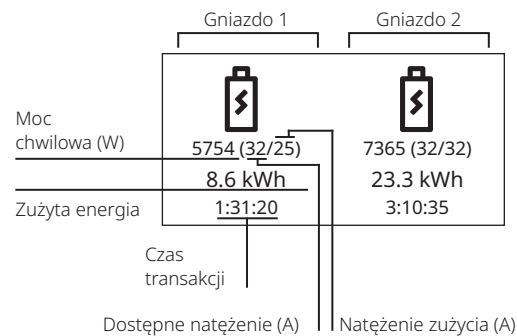 Gniazdo 1
Gniazdo 2
Moc
chwilowa (W)
5754 (32/25)
7365 (32/32)
8.6 kWh
23.3 kWh
Zużyta energia
1:31:20
3:10:35
Czas
transakcji
Dostępne natężenie (A)
Natężenie zużycia (A)